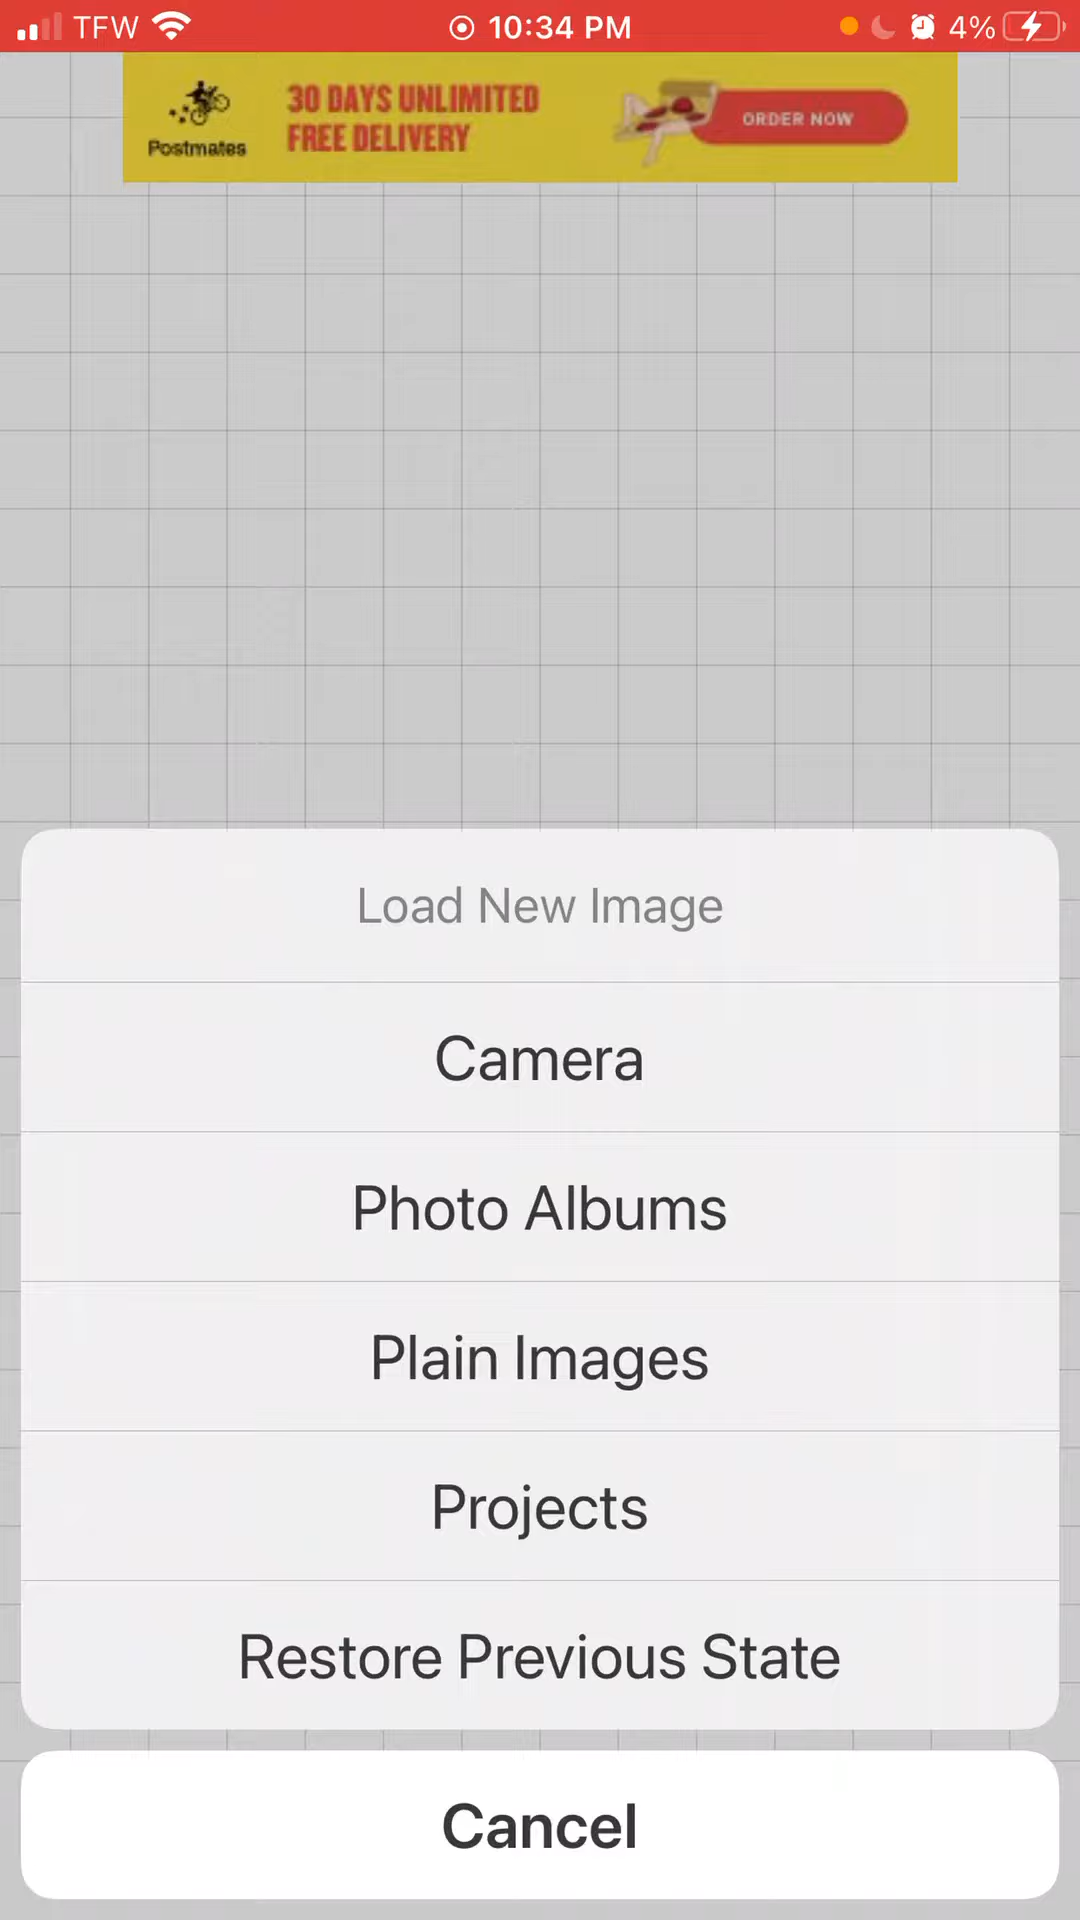 TFW 10:34 PM 4%
Postmates
30 DAYS UNLIMITED
FREE DELIVERY
ORDER NOW
Load New Image
Camera
Photo Albums
Plain Images
Projects
Restore Previous State
Cancel